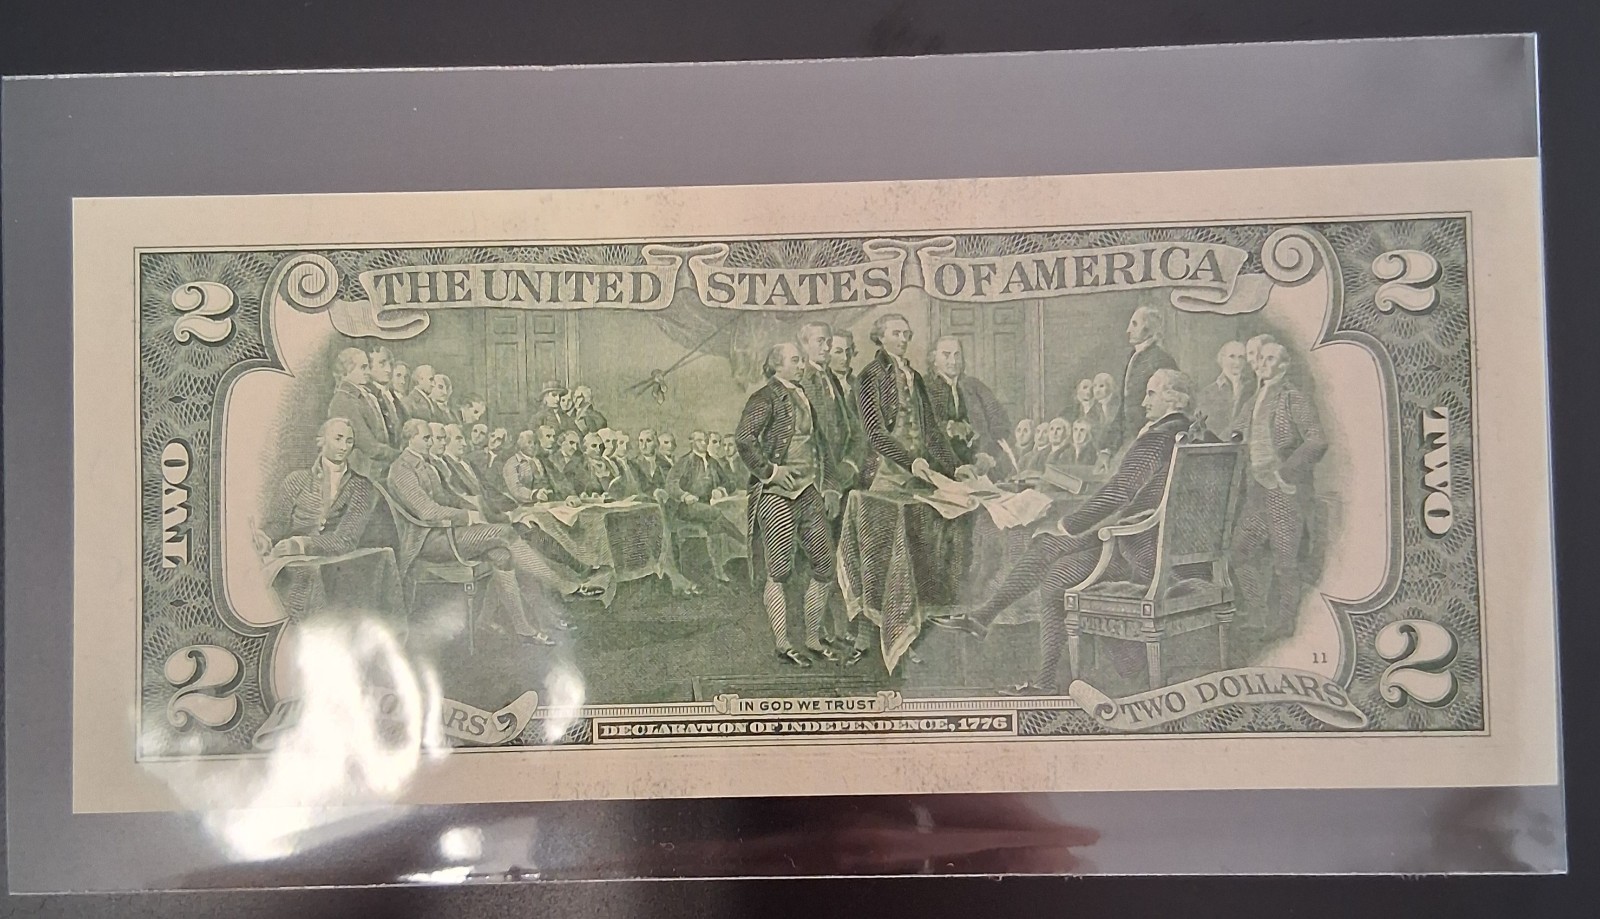 THE UNITED STATES OF AMERICA
2
2
TWO
TWO
2
2
11
TWO DOLLARS
IN GOD WE TRUST
DECLARATION OF INDEPENDENCE, 1776